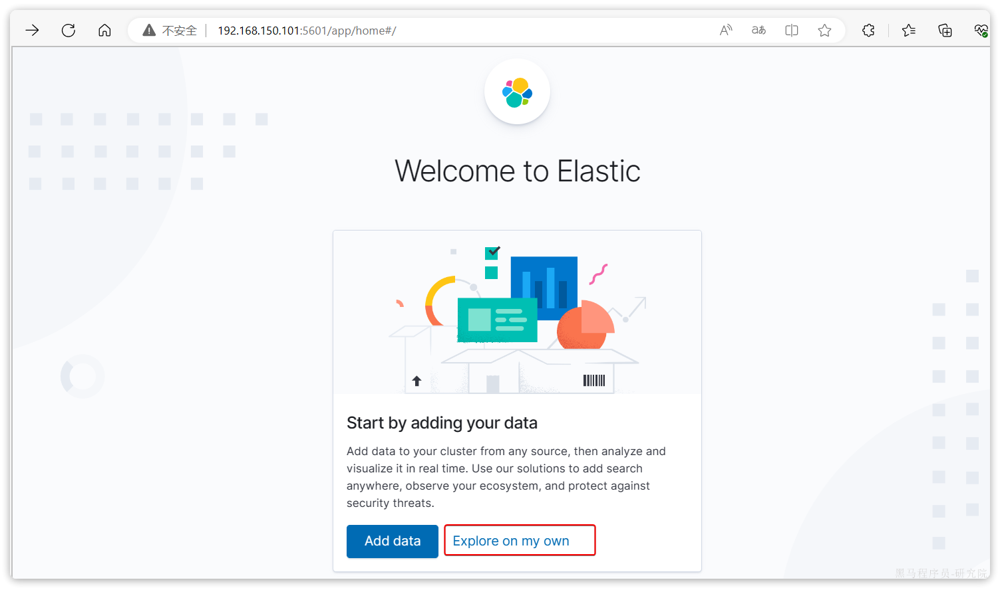 不安全 192.168.150.101:5601/app/home#/
Welcome to Elastic
Start by adding your data
Add data to your cluster from any source, then analyze and
visualize it in real time. Use our solutions to add search
anywhere, observe your ecosystem, and protect against
security threats.
Add data Explore on my own
黑马程序员-研究院